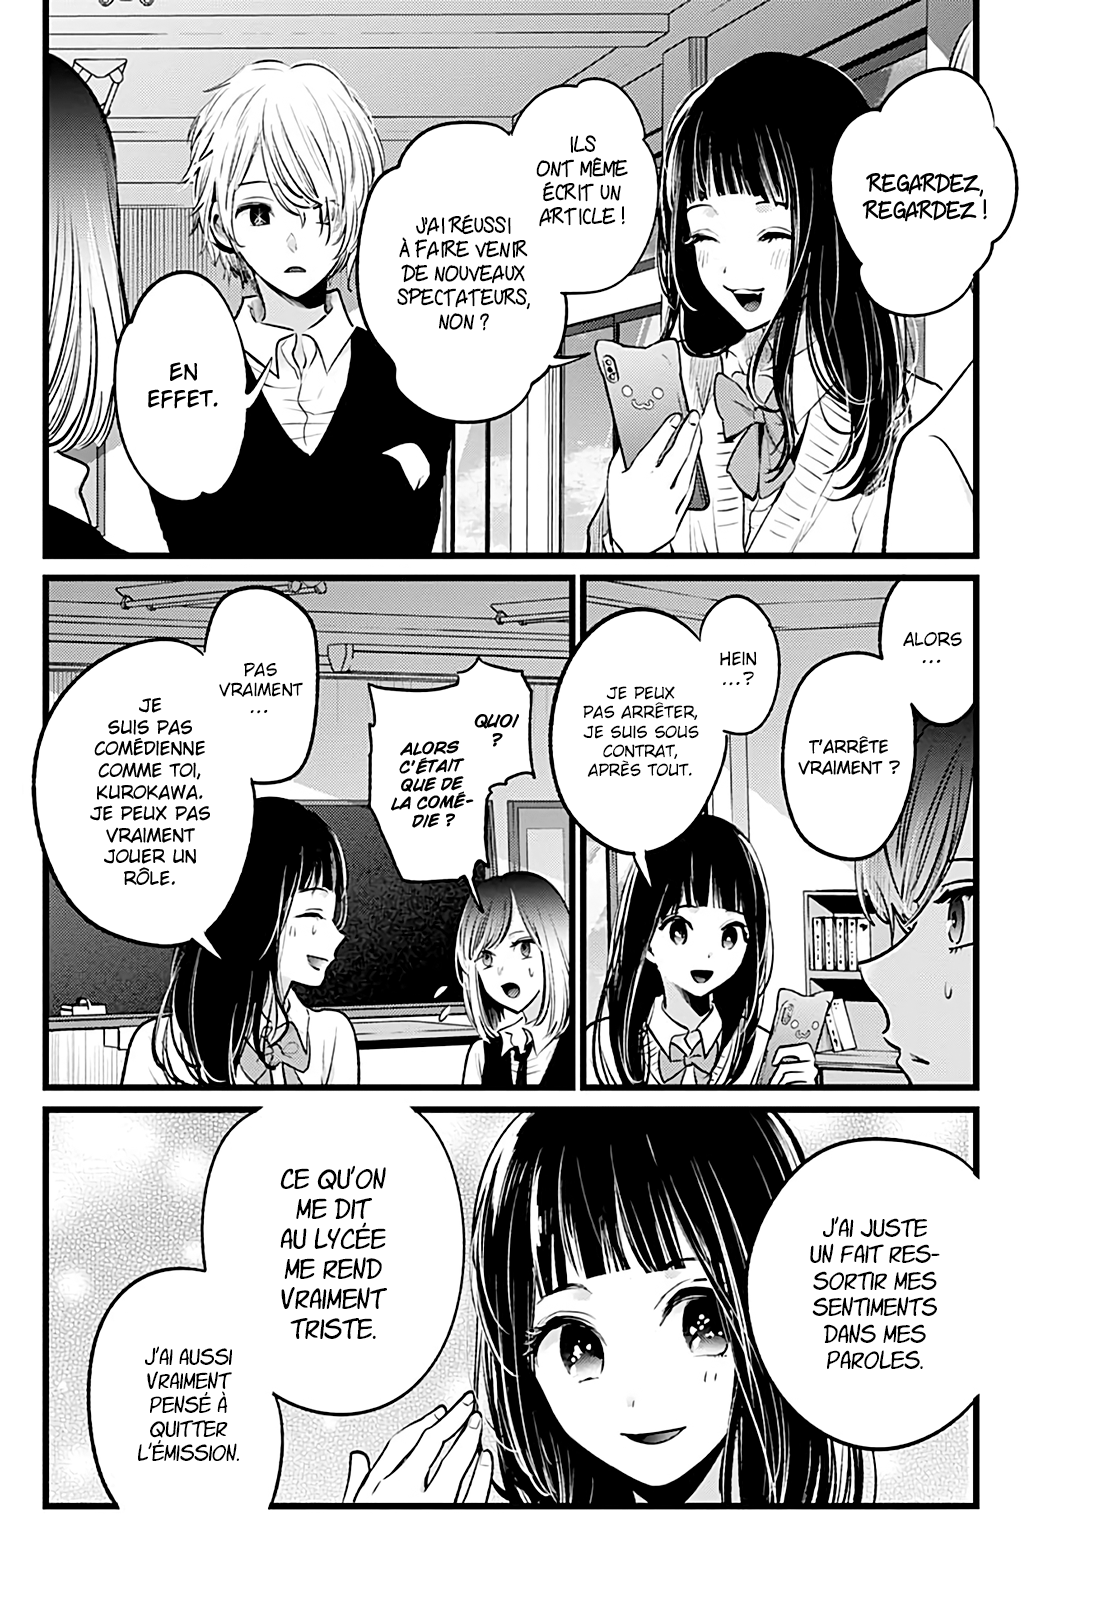 REGARDEZ,
REGARDEZ !
ILS
ONT MÊME
ÉCRIT UN
ARTICLE !
J'AI RÉUSSI
À FAIRE VENIR
DE NOUVEAUX
SPECTATEURS,
NON ?
EN
EFFET.
ALORS
...
T'ARRÊTE
VRAIMENT ?
HEIN
...?
JE PEUX
PAS ARRÊTER,
JE SUIS SOUS
CONTRAT,
APRÈS TOUT.
QUOI
?
ALORS
C'ÉTAIT
QUE DE
LA COMÉ-
DIE ?
PAS
VRAIMENT
...
JE
SUIS PAS
COMÉDIENNE
COMME TOI,
KUROKAWA.
JE PEUX PAS
VRAIMENT
JOUER UN
RÔLE.
J'AI JUSTE
UN FAIT RES-
SORTIR MES
SENTIMENTS
DANS MES
PAROLES.
CE QU'ON
ME DIT
AU LYCÉE
ME REND
VRAIMENT
TRISTE.
J'AI AUSSI
VRAIMENT
PENSÉ À
QUITTER
L'ÉMISSION.